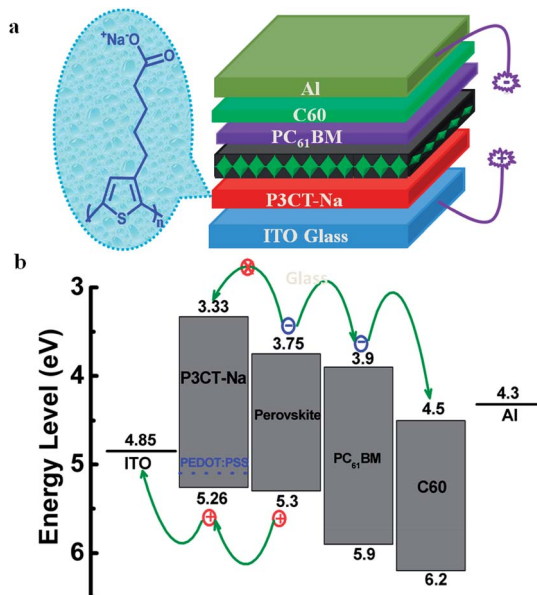 a
⁺Na⁻O
O
S
n
Al
C60
PC₆₁BM
P3CT-Na
ITO Glass
-
+
b
Glass
Energy Level (eV)
3
4
5
6
3.33
3.75
3.9
4.5
4.3
Al
P3CT-Na
Perovskite
PC₆₁BM
C60
4.85
ITO
PEDOT:PSS
5.26
5.3
5.9
6.2